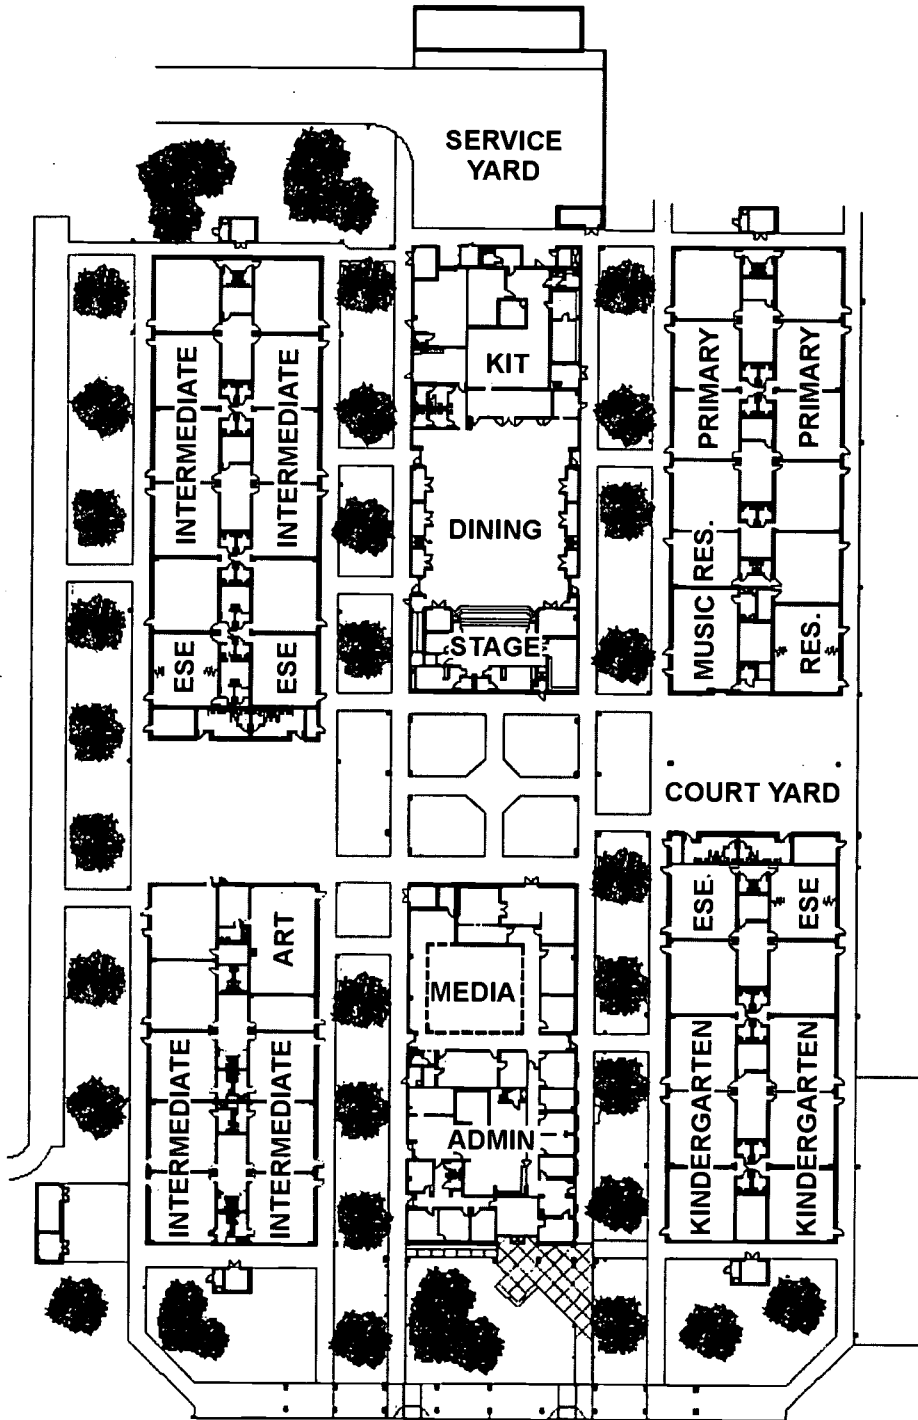 SERVICE
YARD
INTERMEDIATE
INTERMEDIATE
KIT
PRIMARY
PRIMARY
DINING
MUSIC RES.
STAGE
RES.
ESE
ESE
COURT YARD
ESE.
ESE
ART
MEDIA
INTERMEDIATE
INTERMEDIATE
ADMIN
KINDERGARTEN
KINDERGARTEN